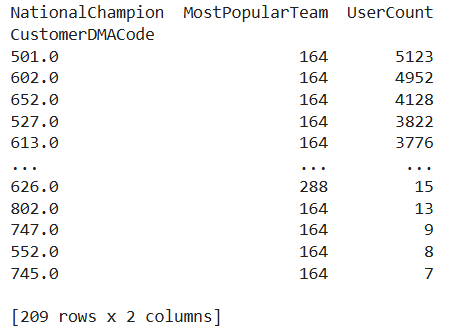 NationalChampion  MostPopularTeam  UserCount
CustomerDMACode
501.0                         164       5123
602.0                         164       4952
652.0                         164       4128
527.0                         164       3822
613.0                         164       3776
...                           ...        ...
626.0                         288         15
802.0                         164         13
747.0                         164          9
552.0                         164          8
745.0                         164          7

[209 rows x 2 columns]